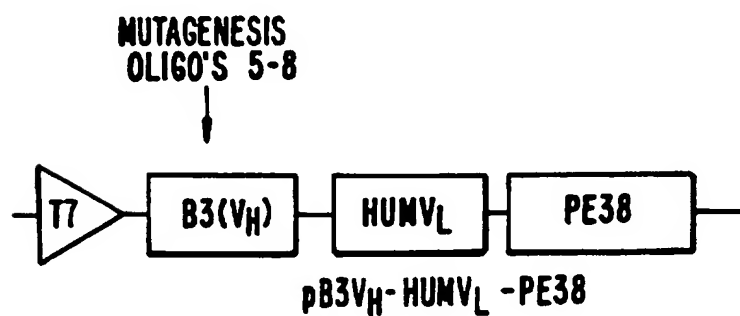 MUTAGENESIS
OLIGO'S 5-8
T7 B3(VH) HUMVL PE38
pB3VH-HUMVL-PE38